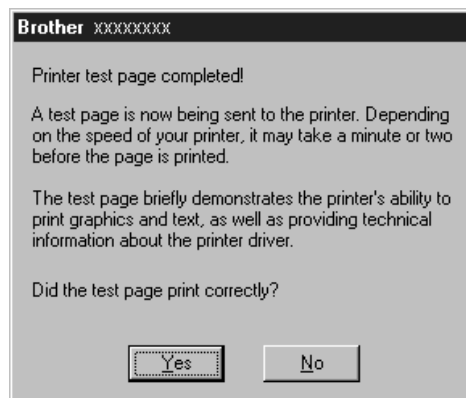 Brother XXXXXXXX
Printer test page completed!
A test page is now being sent to the printer. Depending
on the speed of your printer, it may take a minute or two
before the page is printed.
The test page briefly demonstrates the printer's ability to
print graphics and text, as well as providing technical
information about the printer driver.
Did the test page print correctly?
Yes No